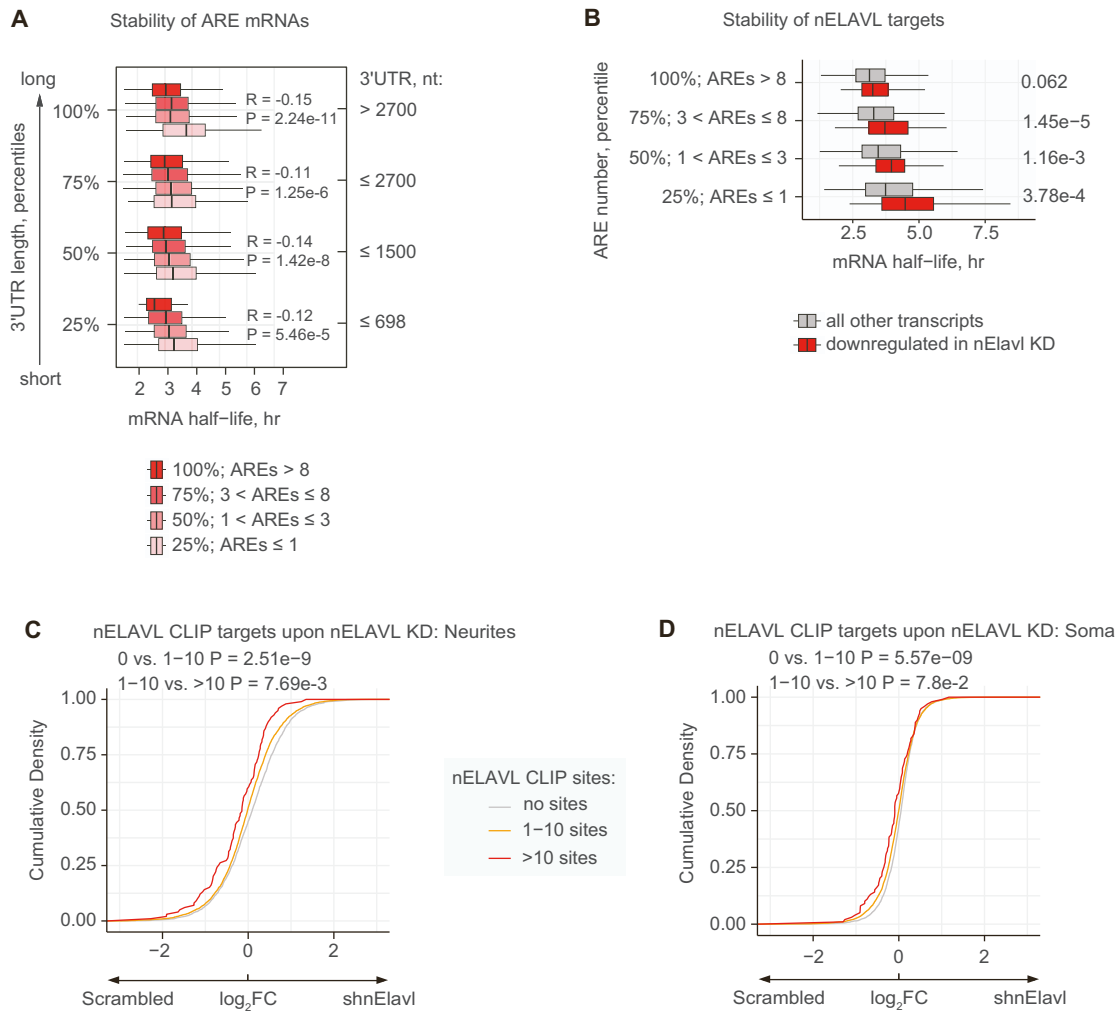 A
Stability of ARE mRNAs
3'UTR length, percentiles
long
short
100%
75%
50%
25%
R = -0.15
P = 2.24e-11
R = -0.11
P = 1.25e-6
R = -0.14
P = 1.42e-8
R = -0.12
P = 5.46e-5
3'UTR, nt:
> 2700
≤ 2700
≤ 1500
≤ 698
2 3 4 5 6 7
mRNA half−life, hr
100%; AREs > 8
75%; 3 < AREs ≤ 8
50%; 1 < AREs ≤ 3
25%; AREs ≤ 1
B
Stability of nELAVL targets
ARE number, percentile
100%; AREs > 8
75%; 3 < AREs ≤ 8
50%; 1 < AREs ≤ 3
25%; AREs ≤ 1
0.062
1.45e−5
1.16e−3
3.78e−4
2.5 5.0 7.5
mRNA half−life, hr
all other transcripts
downregulated in nElavl KD
C
nELAVL CLIP targets upon nELAVL KD: Neurites
0 vs. 1−10 P = 2.51e−9
1−10 vs. >10 P = 7.69e−3
Cumulative Density
1.00
0.75
0.50
0.25
0.00
−2 0 2
Scrambled log2FC shnElavl
nELAVL CLIP sites:
no sites
1−10 sites
>10 sites
D
nELAVL CLIP targets upon nELAVL KD: Soma
0 vs. 1−10 P = 5.57e−09
1−10 vs. >10 P = 7.8e−2
Cumulative Density
1.00
0.75
0.50
0.25
0.00
−2 0 2
Scrambled log2FC shnElavl